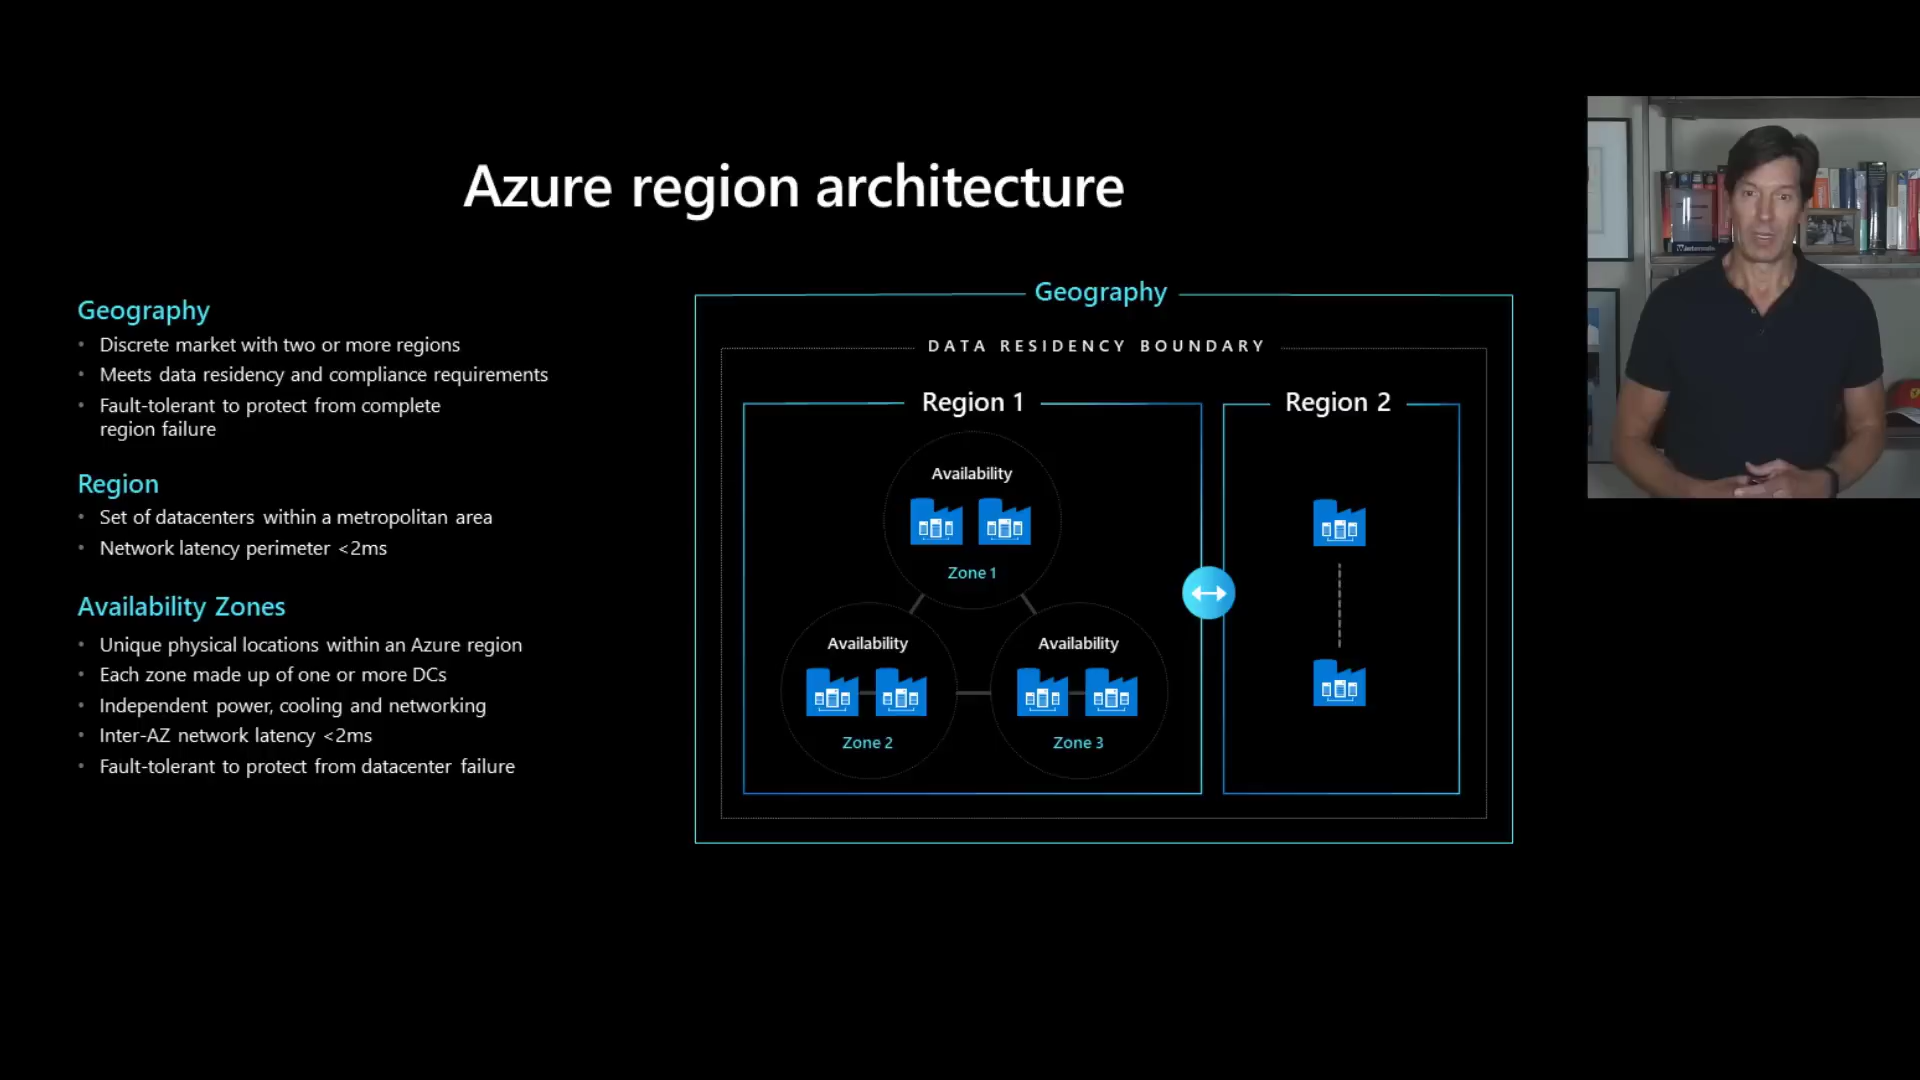 Azure region architecture
Geography
• Discrete market with two or more regions
• Meets data residency and compliance requirements
• Fault-tolerant to protect from complete
region failure
Region
• Set of datacenters within a metropolitan area
• Network latency perimeter <2ms
Availability Zones
• Unique physical locations within an Azure region
• Each zone made up of one or more DCs
• Independent power, cooling and networking
• Inter-AZ network latency <2ms
• Fault-tolerant to protect from datacenter failure
Geography
DATA RESIDENCY BOUNDARY
Region 1
Region 2
Availability
Zone 1
Availability
Zone 2
Availability
Zone 3